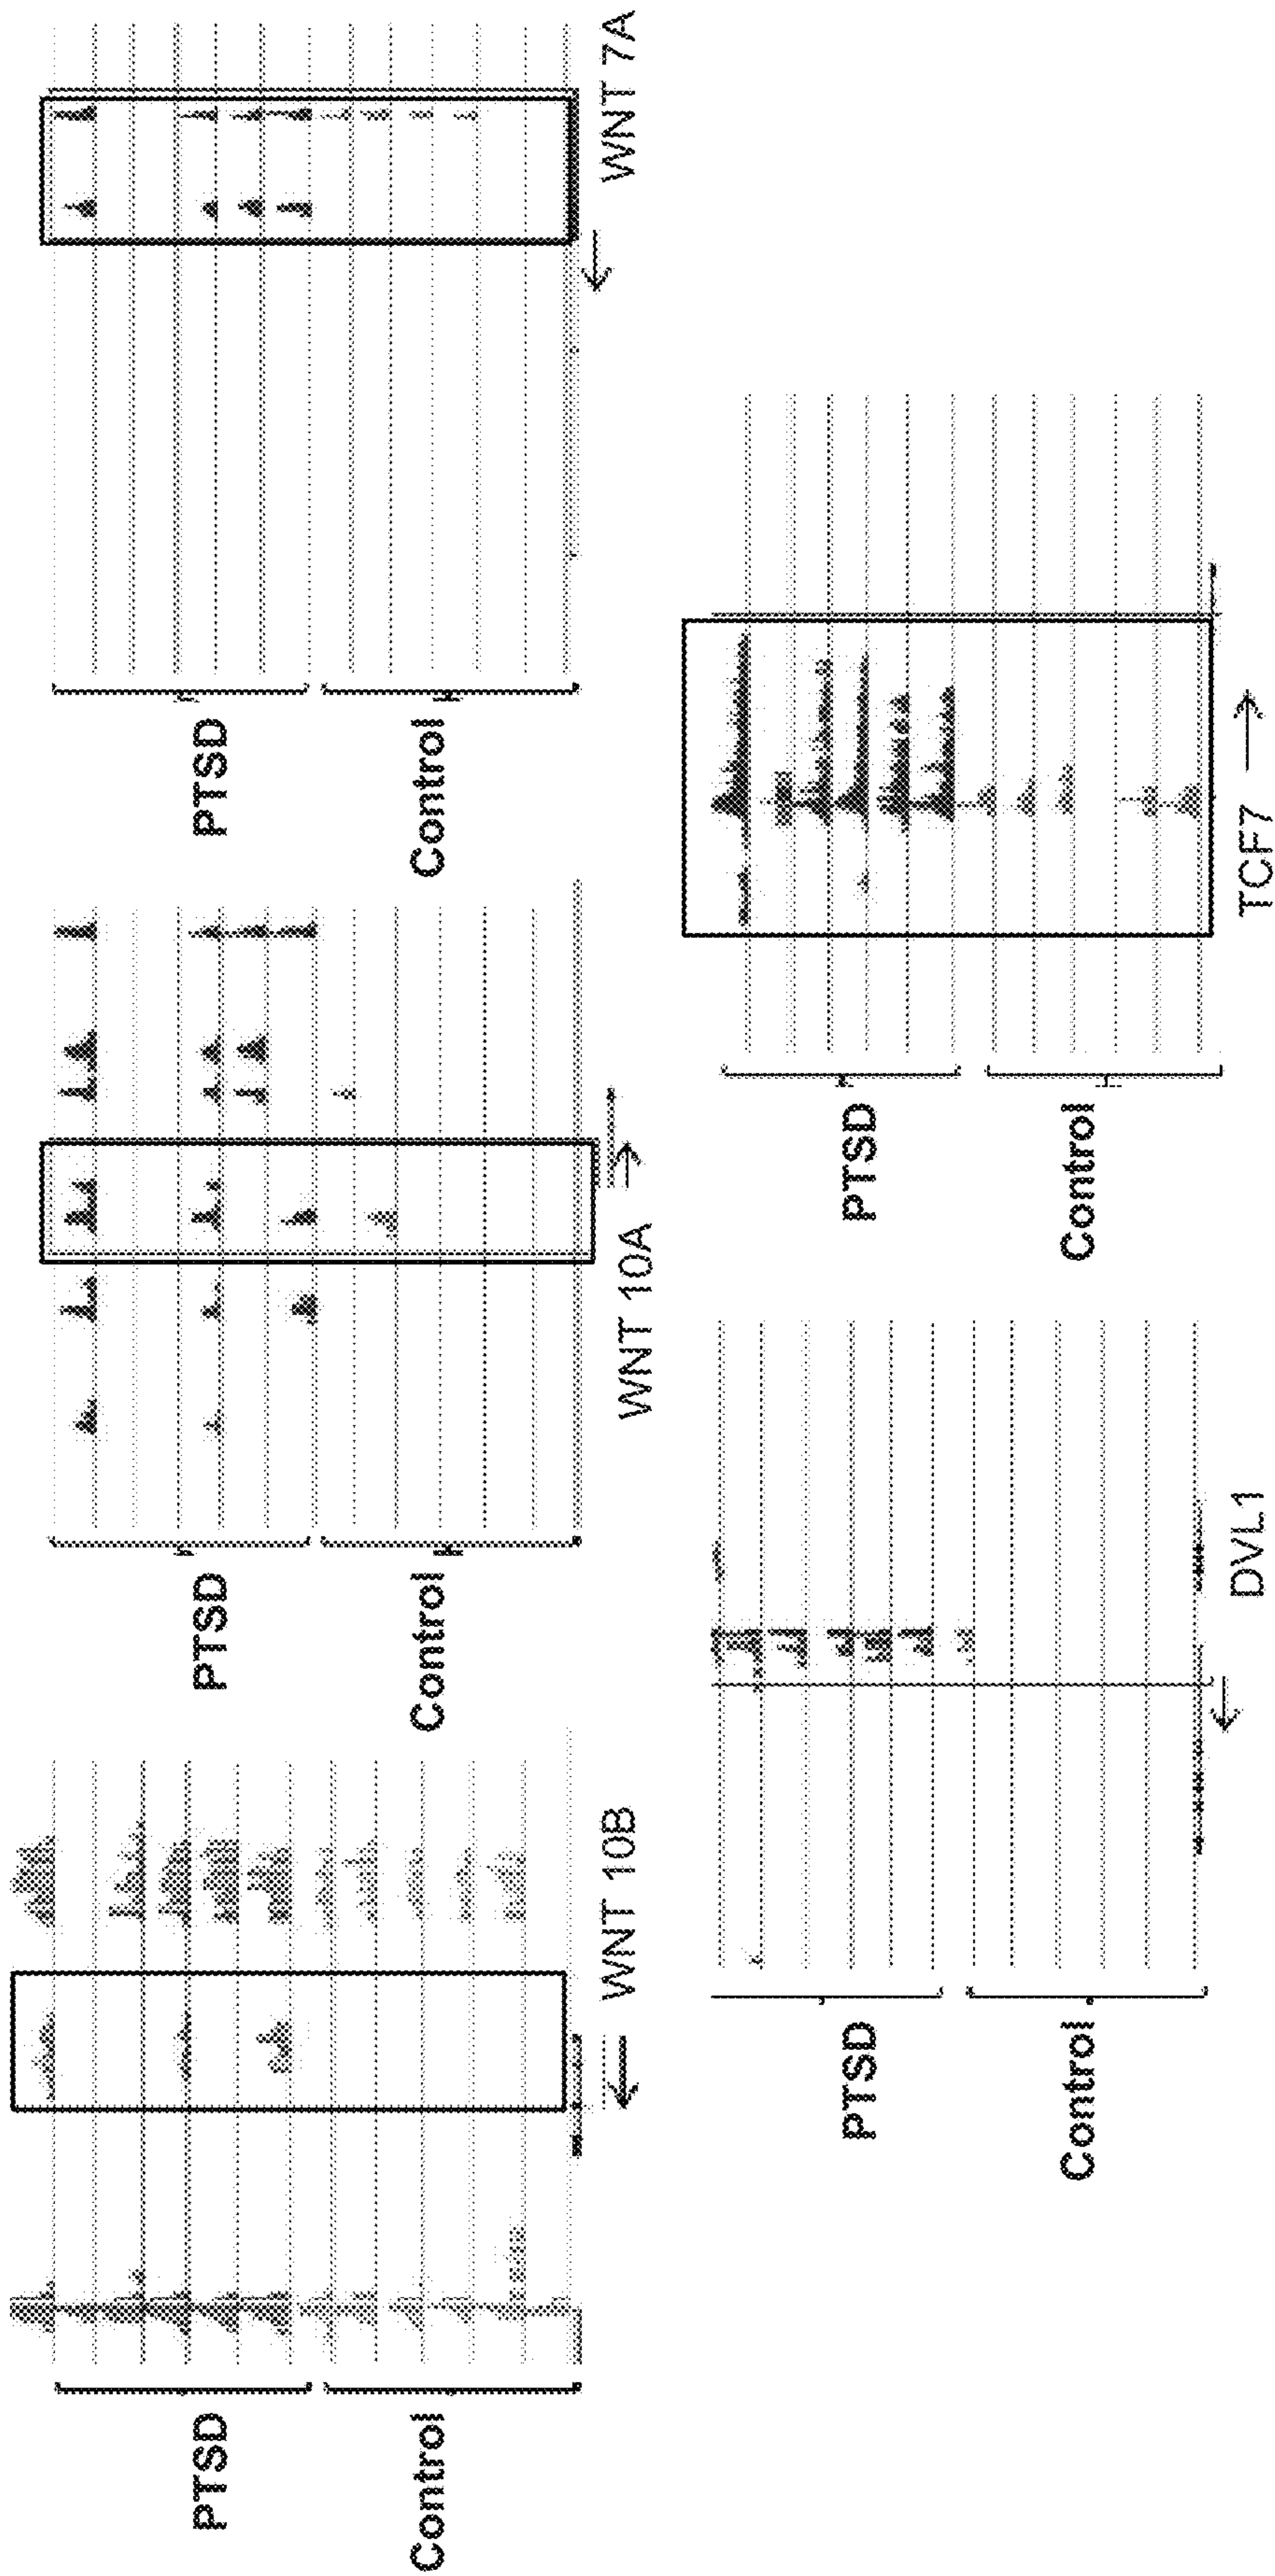 PTSD
Control
WNT 10B
PTSD
Control
WNT 10A
PTSD
Control
WNT 7A
PTSD
Control
DVL1
PTSD
Control
TCF7